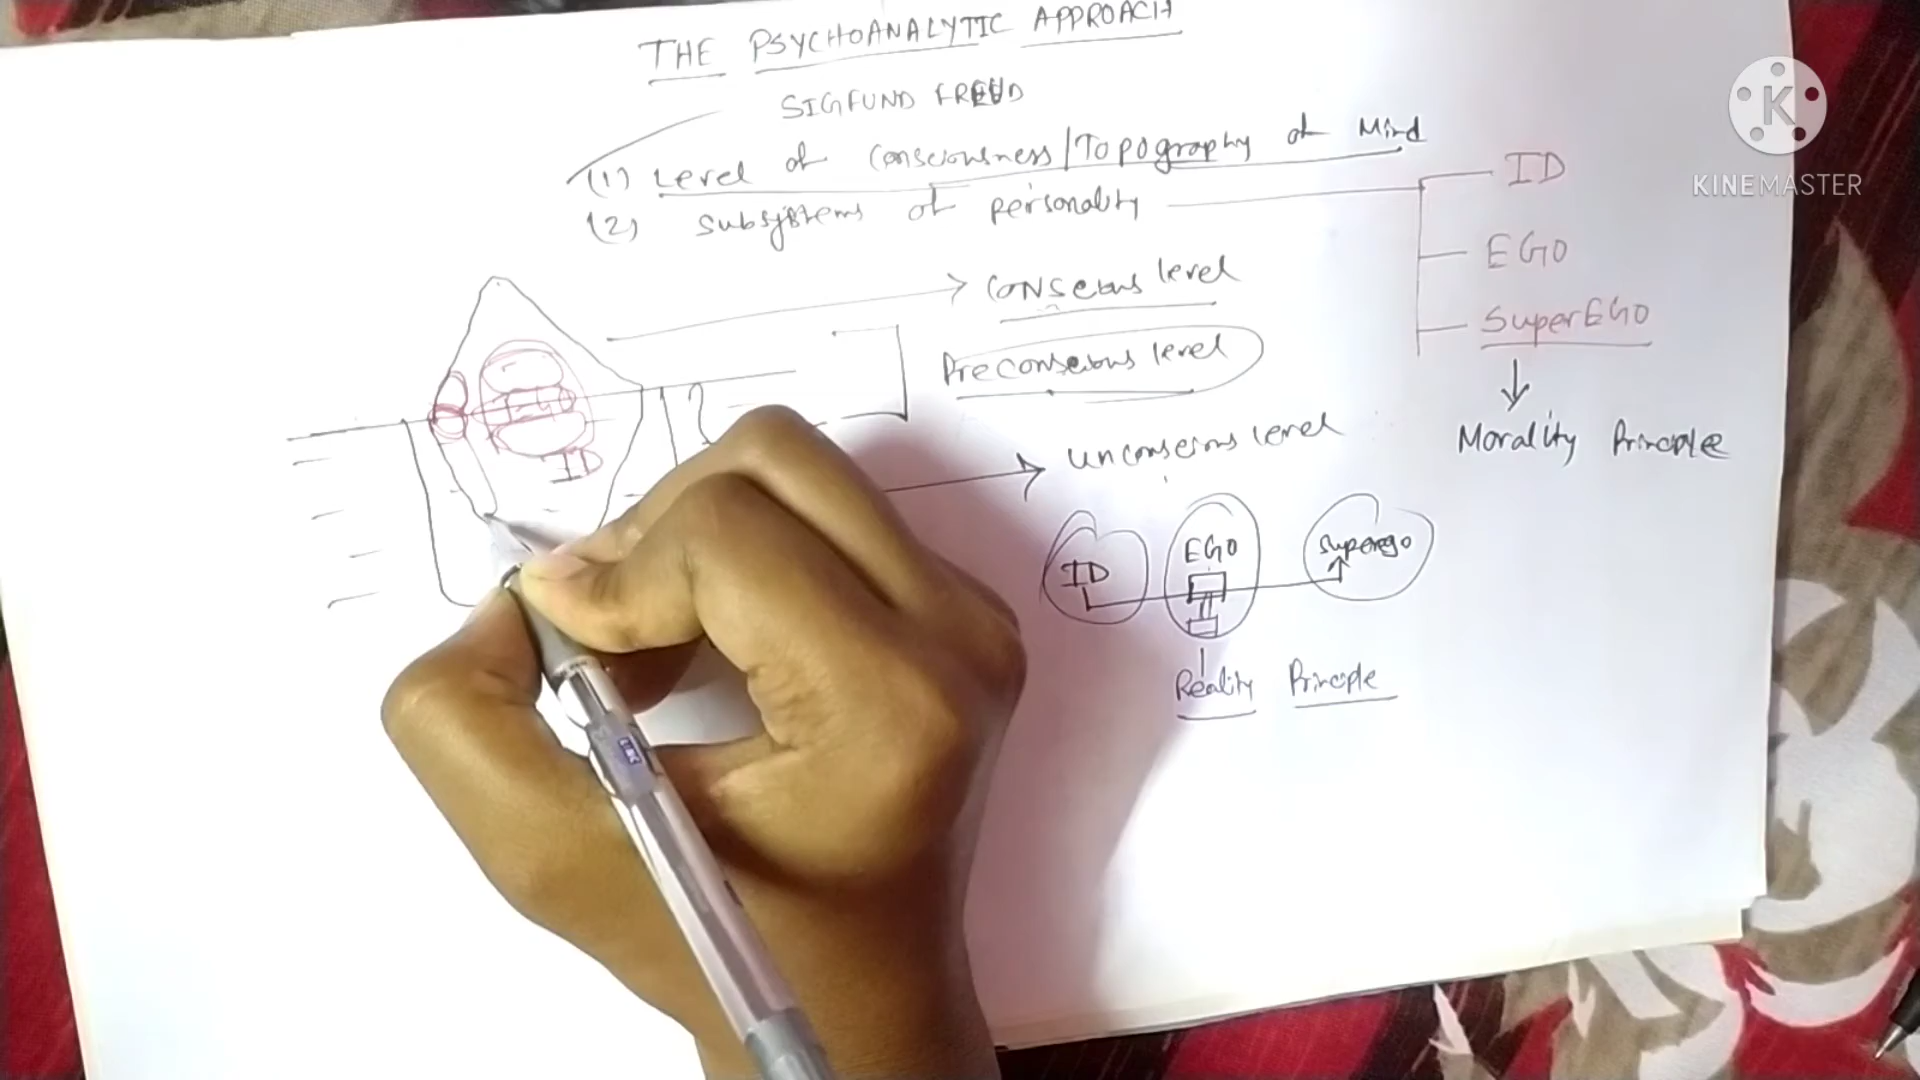 THE PSYCHOANALYTIC APPROACH
SIGFUND FREUD
(1) Level of Consciousness/Topography of Mind
(2) Subsystems of personality
ID
EGO
SuperEGO
Morality Principle
Conscious level
Preconscious level
Unconscious level
EGO
ID
ID
EGO
Superego
Reality Principle
K
KINEMASTER